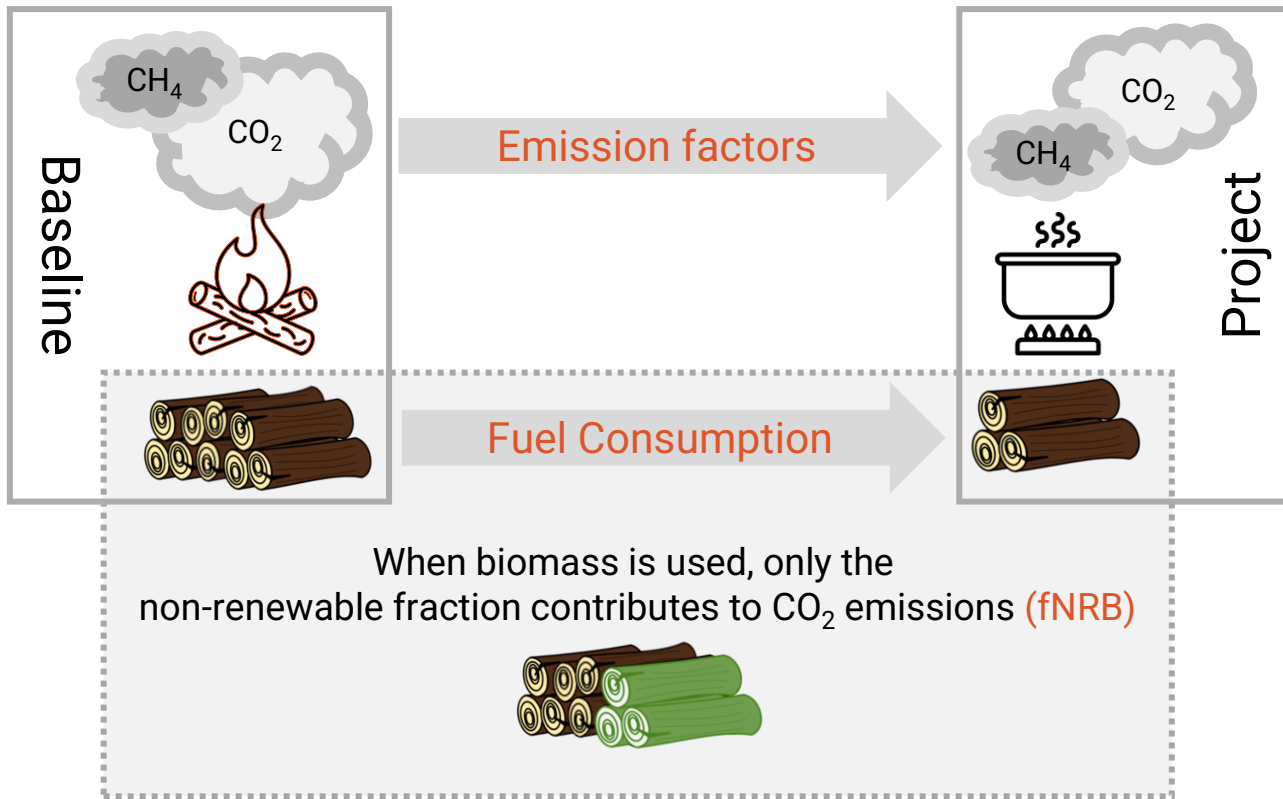 Baseline
CH₄
CO₂
Emission factors
CO₂
CH₄
Project
Fuel Consumption
When biomass is used, only the
non-renewable fraction contributes to CO₂ emissions (fNRB)